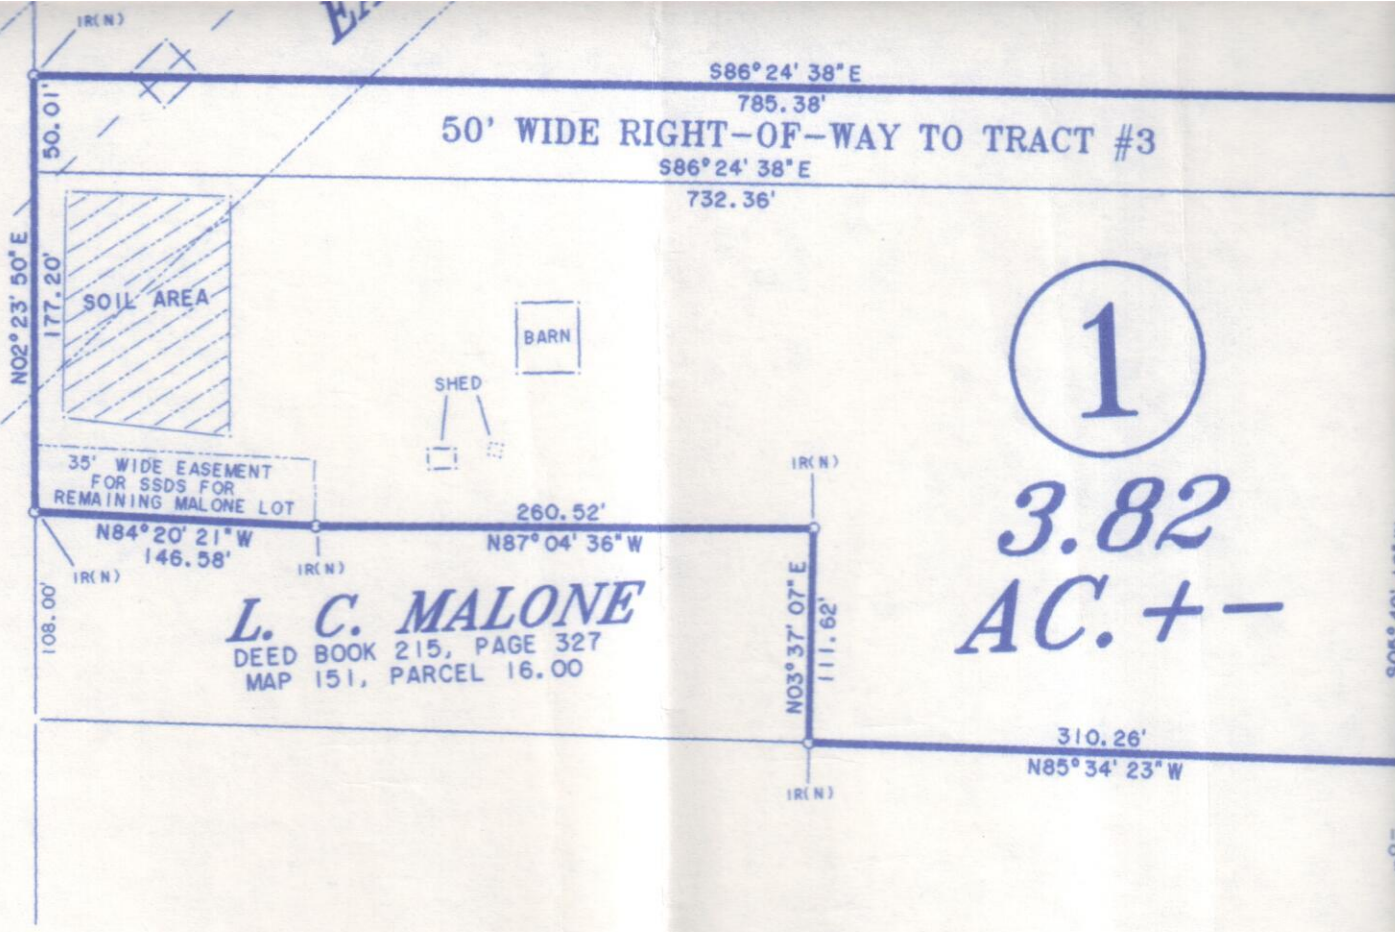 IR(N)
S86°24'38"E
785.38'
50' WIDE RIGHT-OF-WAY TO TRACT #3
S86°24'38"E
732.36'
50.01'
N02°23'50"E
177.20'
SOIL AREA
BARN
SHED
1
3.82
AC.+-
35' WIDE EASEMENT
FOR SSDS FOR
REMAINING MALONE LOT
N84°20'21"W
146.58'
IR(N)
IR(N)
260.52'
N87°04'36"W
IR(N)
108.00'
L. C. MALONE
DEED BOOK 215, PAGE 327
MAP 151, PARCEL 16.00
N03°37'07"E
111.62'
310.26'
N85°34'23"W
IR(N)